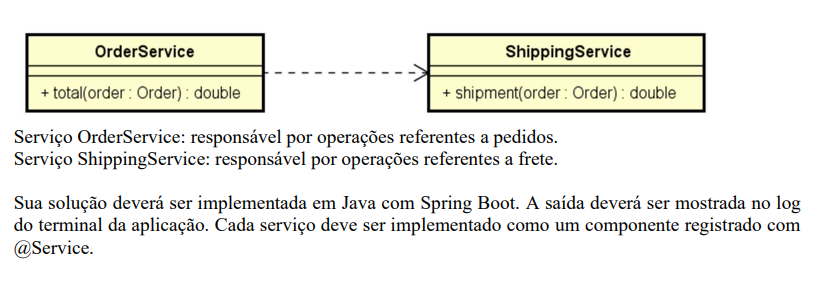 OrderService
ShippingService
+ total(order : Order) : double
+ shipment(order : Order) : double
Serviço OrderService: responsável por operações referentes a pedidos.
Serviço ShippingService: responsável por operações referentes a frete.
Sua solução deverá ser implementada em Java com Spring Boot. A saída deverá ser mostrada no log
do terminal da aplicação. Cada serviço deve ser implementado como um componente registrado com
@Service.